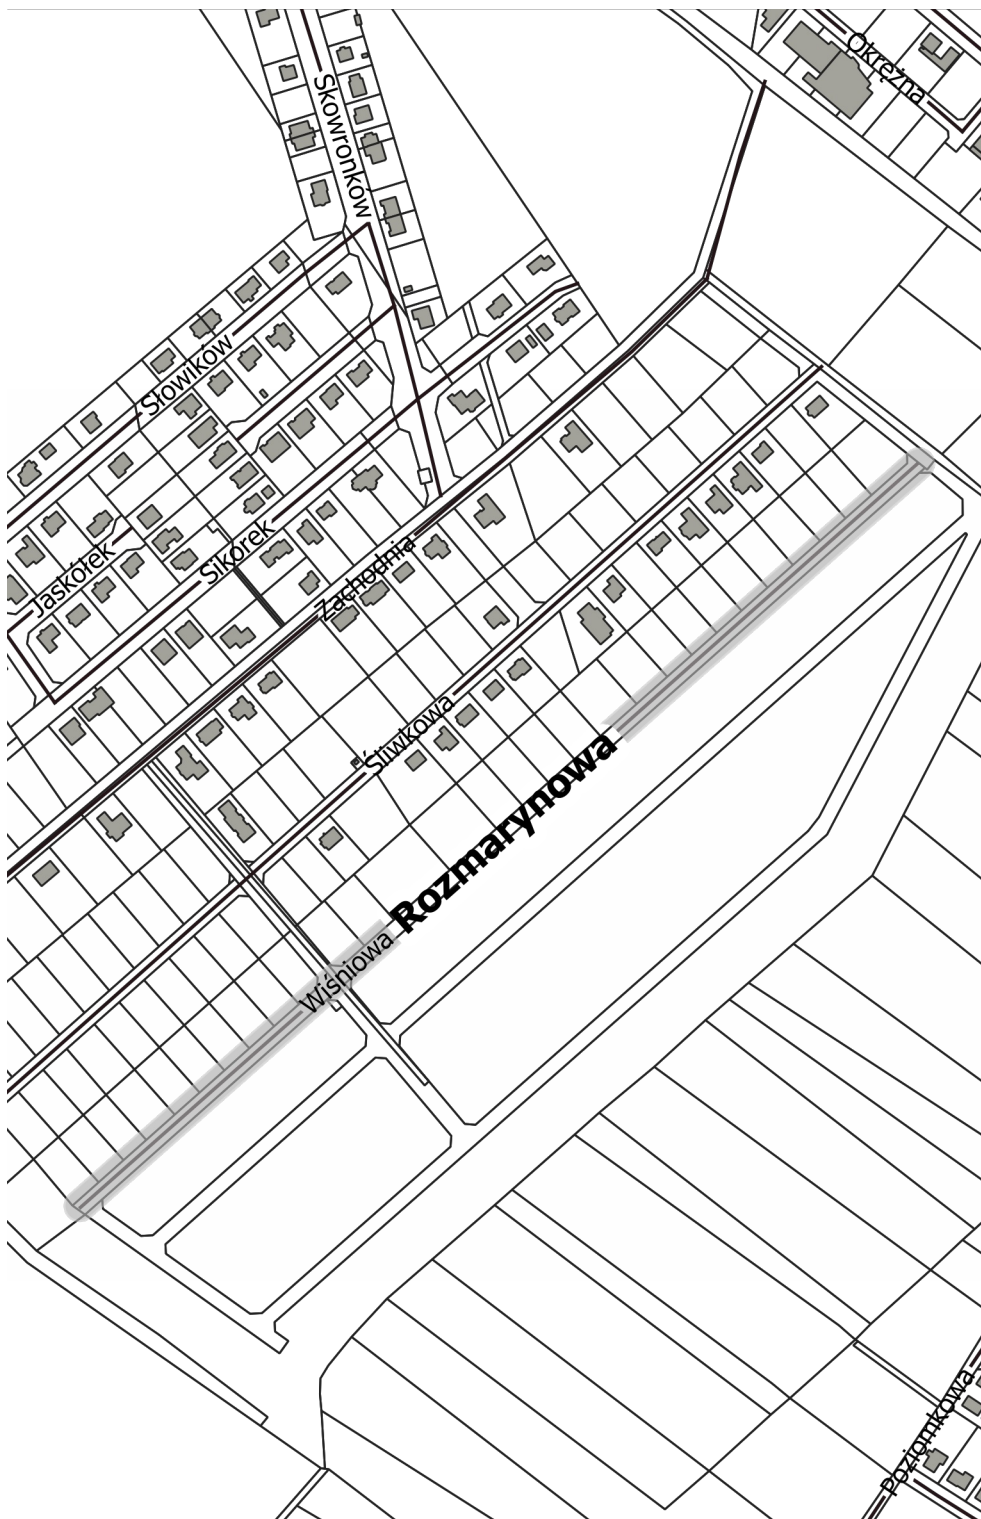 Okrężna
Skowronków
Słowików
Jaskółek
Sikorek
Zachodnia
Śliwkowa
Rozmarynowa
Wiśniowa
Poziomkowa